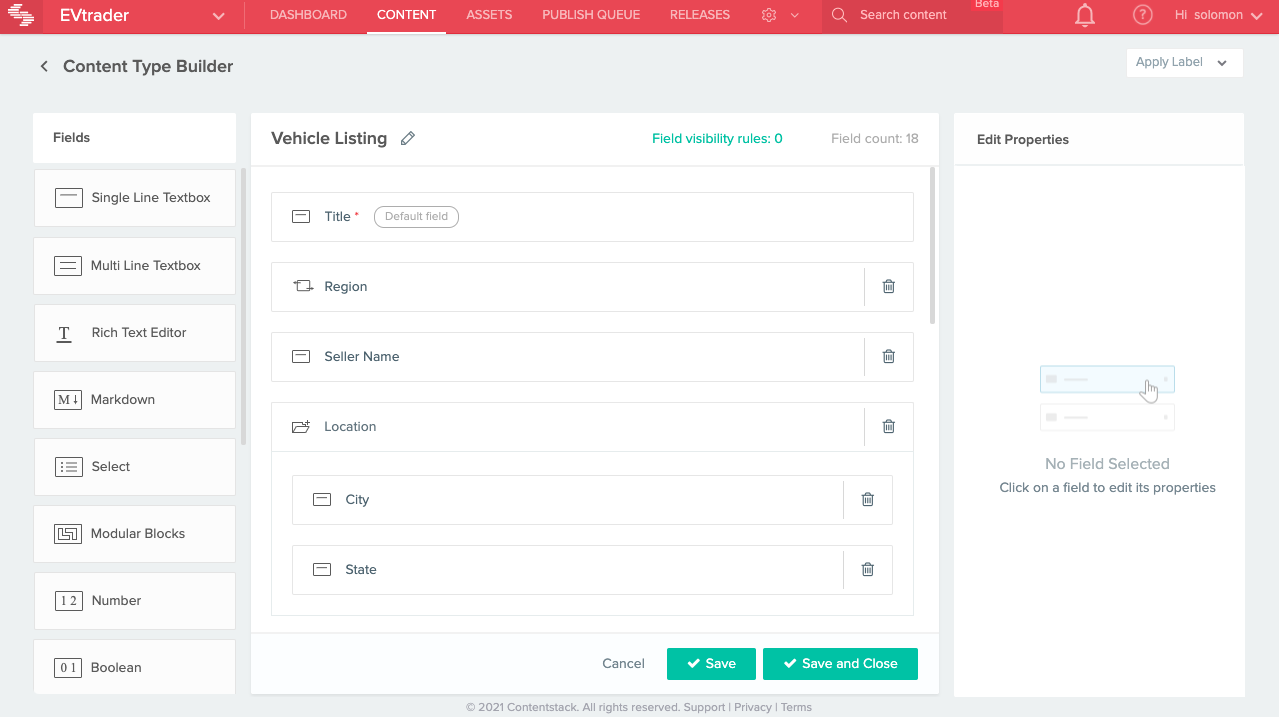 EVtrader
DASHBOARD
CONTENT
ASSETS
PUBLISH QUEUE
RELEASES
Search content
Beta
?
Hi solomon
Content Type Builder
Apply Label
Fields
Single Line Textbox
Multi Line Textbox
T Rich Text Editor
M↓ Markdown
Select
Modular Blocks
1 2 Number
0 1 Boolean
Vehicle Listing
Field visibility rules: 0
Field count: 18
Title * Default field
Region
Seller Name
Location
City
State
Cancel
Save
Save and Close
Edit Properties
No Field Selected
Click on a field to edit its properties
© 2021 Contentstack. All rights reserved. Support | Privacy | Terms